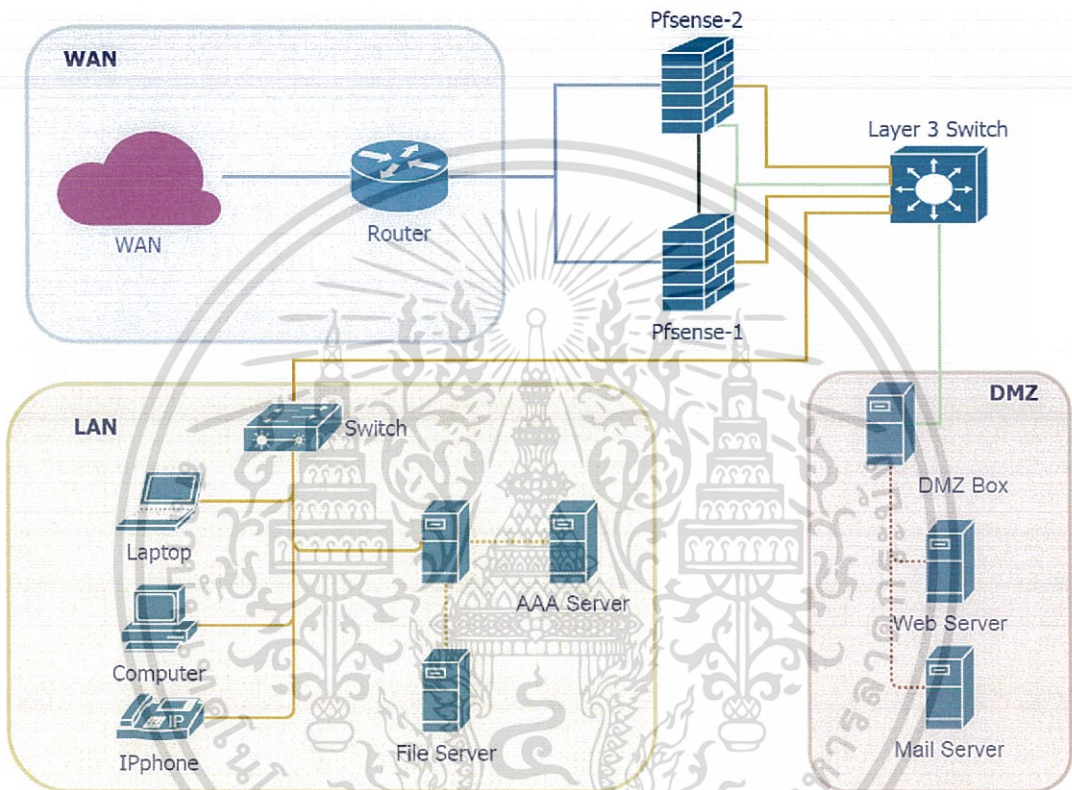 Pfsense-2
WAN
Layer 3 Switch
WAN
Router
Pfsense-1
LAN
Switch
DMZ
DMZ Box
Laptop
AAA Server
Web Server
Computer
IP
IPphone
File Server
Mail Server